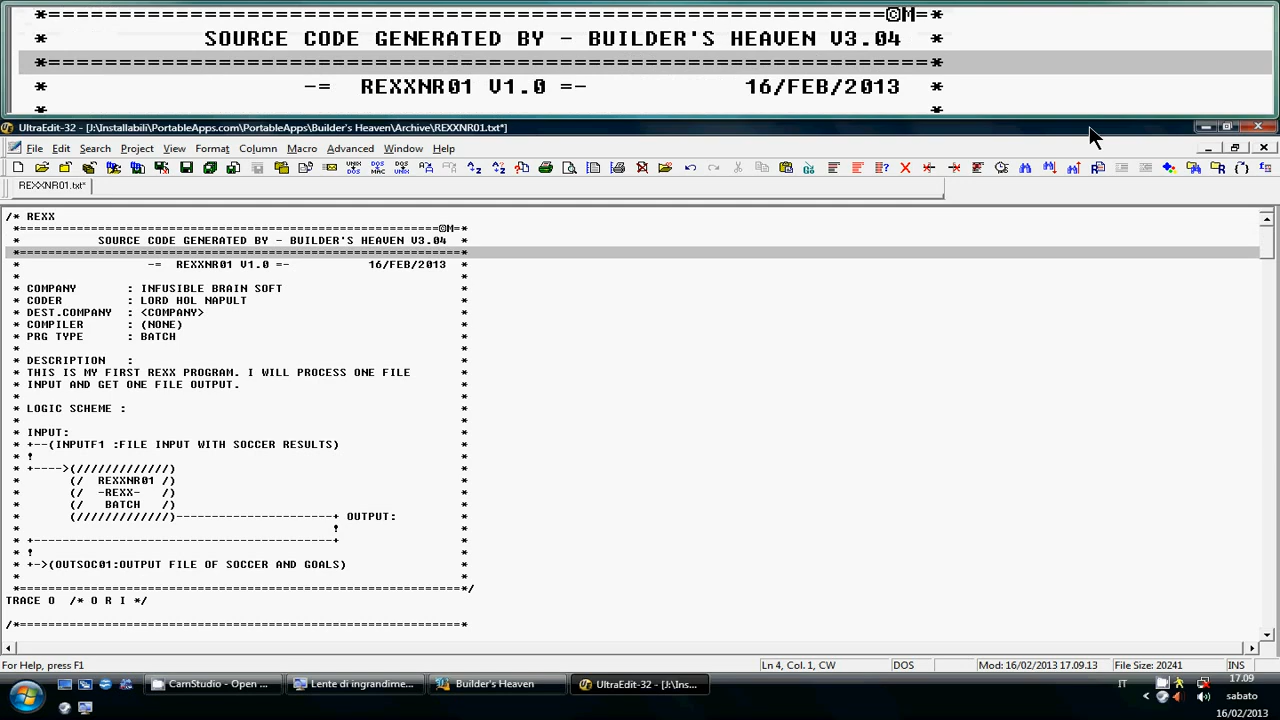 *===========================================================©M=*
* SOURCE CODE GENERATED BY - BUILDER'S HEAVEN V3.04 *
*==============================================================*
* -= REXXNR01 V1.0 =- 16/FEB/2013 *
* *
UltraEdit-32 - [J:\Installabili\PortableApps.com\PortableApps\Builder's Heaven\Archive\REXXNR01.txt*]
File Edit Search Project View Format Column Macro Advanced Window Help
REXXNR01.txt*
/* REXX
*===========================================================©M=*
* SOURCE CODE GENERATED BY - BUILDER'S HEAVEN V3.04 *
*==============================================================*
* -= REXXNR01 V1.0 =- 16/FEB/2013 *
* *
* COMPANY : INFUSIBLE BRAIN SOFT *
* CODER : LORD HOL NAPULT *
* DEST.COMPANY : <COMPANY> *
* COMPILER : (NONE) *
* PRG TYPE : BATCH *
* *
* DESCRIPTION : *
* THIS IS MY FIRST REXX PROGRAM. I WILL PROCESS ONE FILE *
* INPUT AND GET ONE FILE OUTPUT. *
* *
* LOGIC SCHEME : *
* *
* INPUT: *
* +--(INPUTF1 :FILE INPUT WITH SOCCER RESULTS) *
* ! *
* +---->(/////////////) *
* (/ REXXNR01 /) *
* (/ -REXX- /) *
* (/ BATCH /) *
* (/////////////)----------------------+ OUTPUT: *
* ! *
* +------------------------------------------+ *
* ! *
* +->(OUTSOC01:OUTPUT FILE OF SOCCER AND GOALS) *
* *
*==============================================================*/
TRACE O /* O R I */
/*==============================================================*
For Help, press F1 Ln 4, Col. 1, CW DOS Mod: 16/02/2013 17.09.13 File Size: 20241 INS
CamStudio - Open ... Lente di ingrandime... Builder's Heaven UltraEdit-32 - [J:\Ins... IT 17.09
sabato
16/02/2013